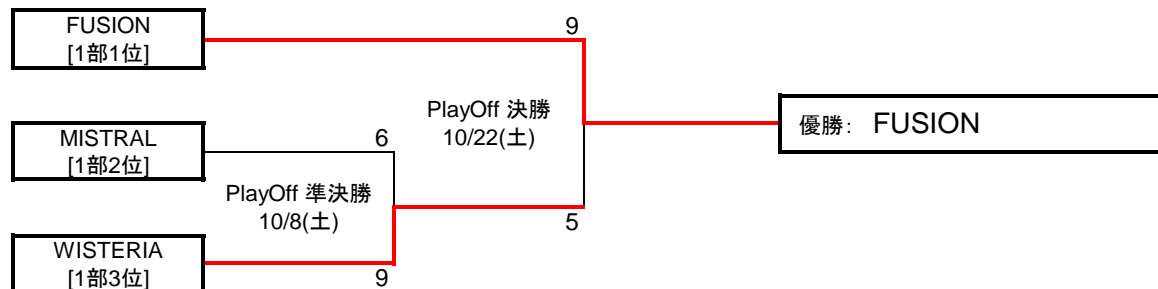 FUSION
[1部1位]
9
PlayOff 決勝
10/22(土)
優勝: FUSION
MISTRAL
[1部2位]
6
PlayOff 準決勝
10/8(土)
5
WISTERIA
[1部3位]
9